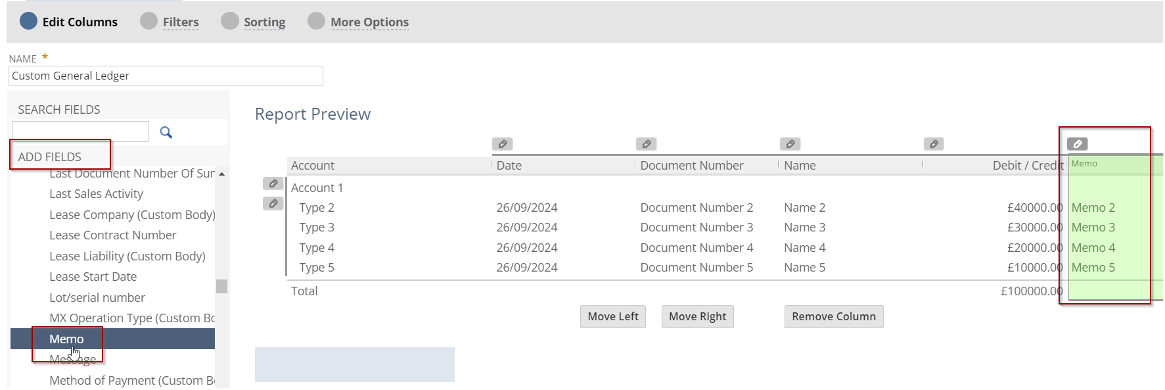 Edit Columns Filters Sorting More Options
NAME *
Custom General Ledger
SEARCH FIELDS
ADD FIELDS
Last Document Number Of Sur
Last Sales Activity
Lease Company (Custom Body)
Lease Contract Number
Lease Liability (Custom Body)
Lease Start Date
Lot/serial number
MX Operation Type (Custom Bo
Memo
Message
Method of Payment (Custom B
Report Preview
Account Date Document Number Name Debit / Credit Memo
Account 1
Type 2 26/09/2024 Document Number 2 Name 2 £40000.00 Memo 2
Type 3 26/09/2024 Document Number 3 Name 3 £30000.00 Memo 3
Type 4 26/09/2024 Document Number 4 Name 4 £20000.00 Memo 4
Type 5 26/09/2024 Document Number 5 Name 5 £10000.00 Memo 5
Total £100000.00
Move Left Move Right Remove Column